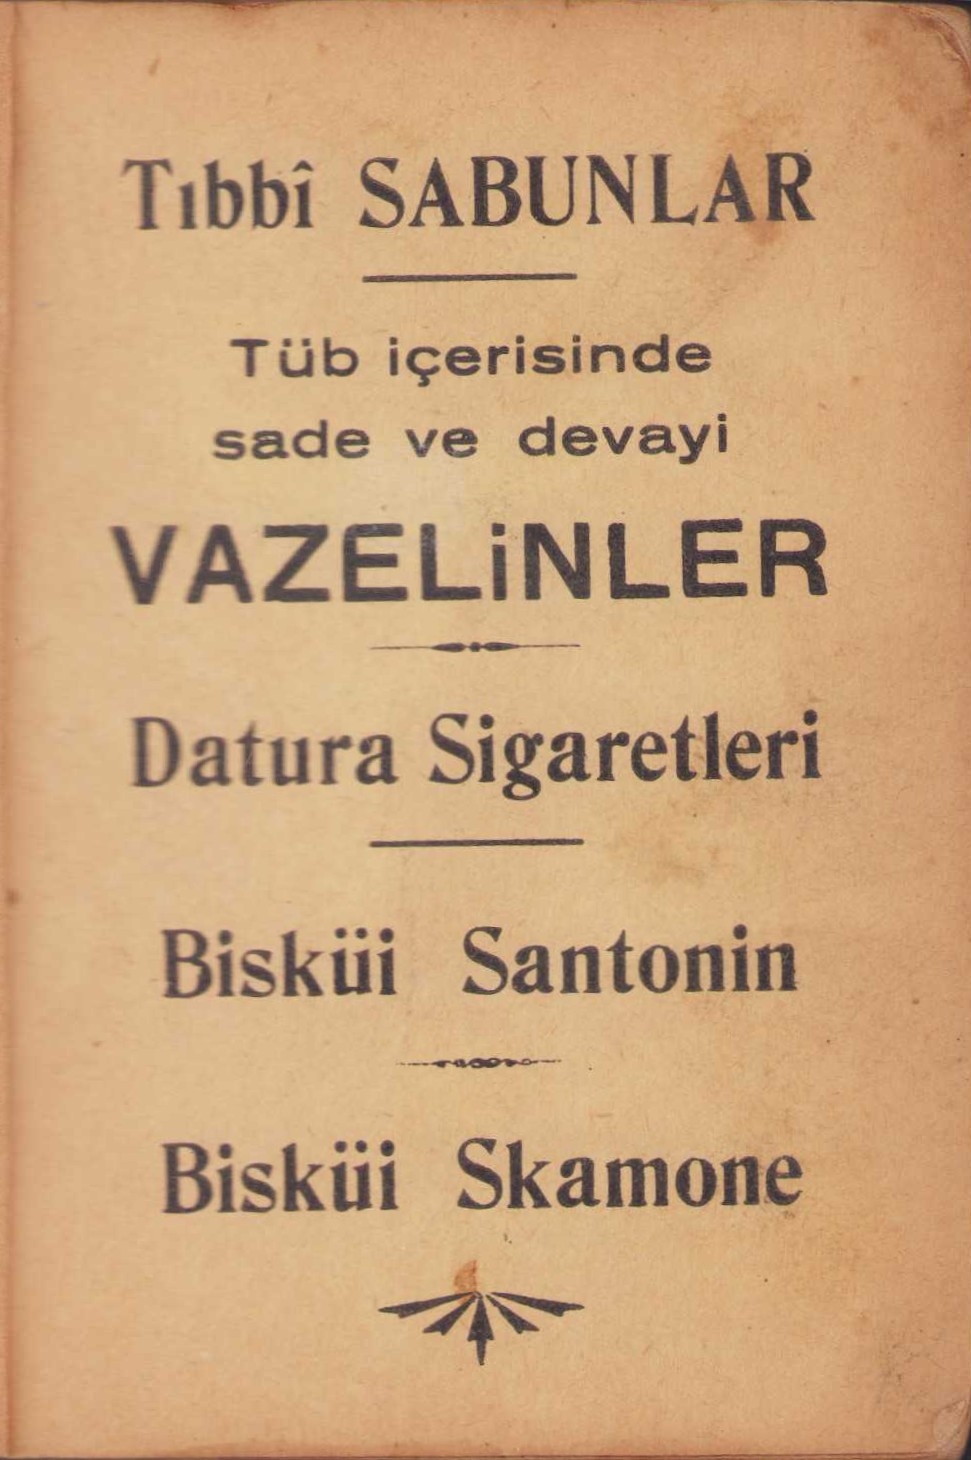 Tıbbî SABUNLAR
Tüb içerisinde
sade ve devayi
VAZELiNLER
Datura Sigaretleri
Bisküi Santonin
Bisküi Skamone